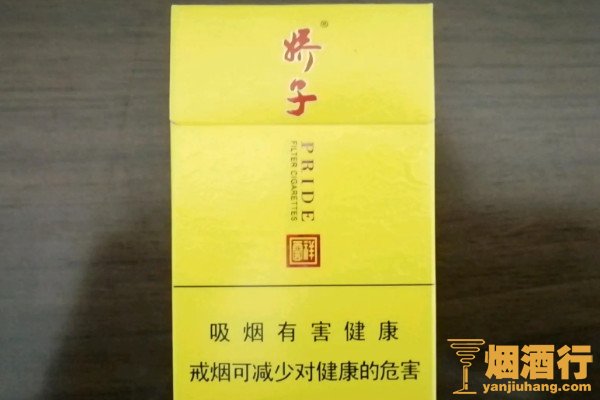 娇子®
PRIDE
FILTER CIGARETTES
吸烟有害健康
戒烟可减少对健康的危害
烟酒行
yanjiuhang.com